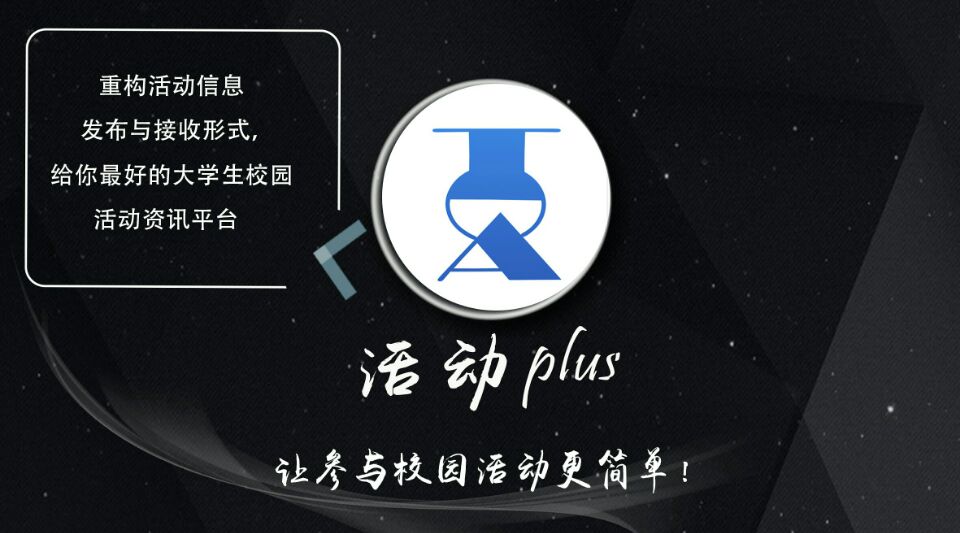 重构活动信息
发布与接收形式,
给你最好的大学生校园
活动资讯平台
活动plus
让参与校园活动更简单!